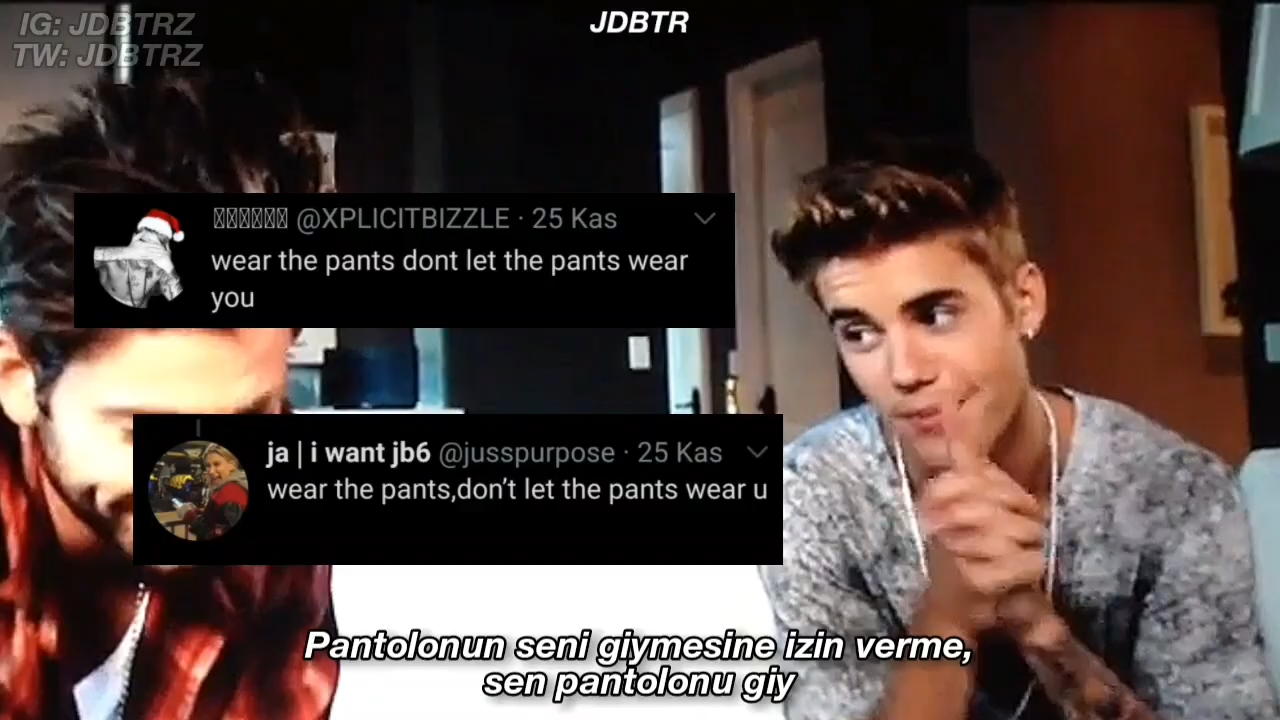 IG: JDBTRZ
TW: JDBTRZ
JDBTR
@XPLICITBIZZLE · 25 Kas
wear the pants dont let the pants wear
you
ja | i want jb6 @jusspurpose · 25 Kas
wear the pants,don't let the pants wear u
Pantolonun seni giymesine izin verme,
sen pantolonu giy